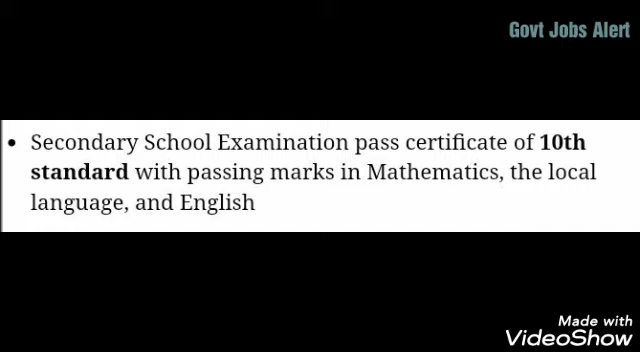 Govt Jobs Alert
• Secondary School Examination pass certificate of 10th
standard with passing marks in Mathematics, the local
language, and English
Made with
VideoShow